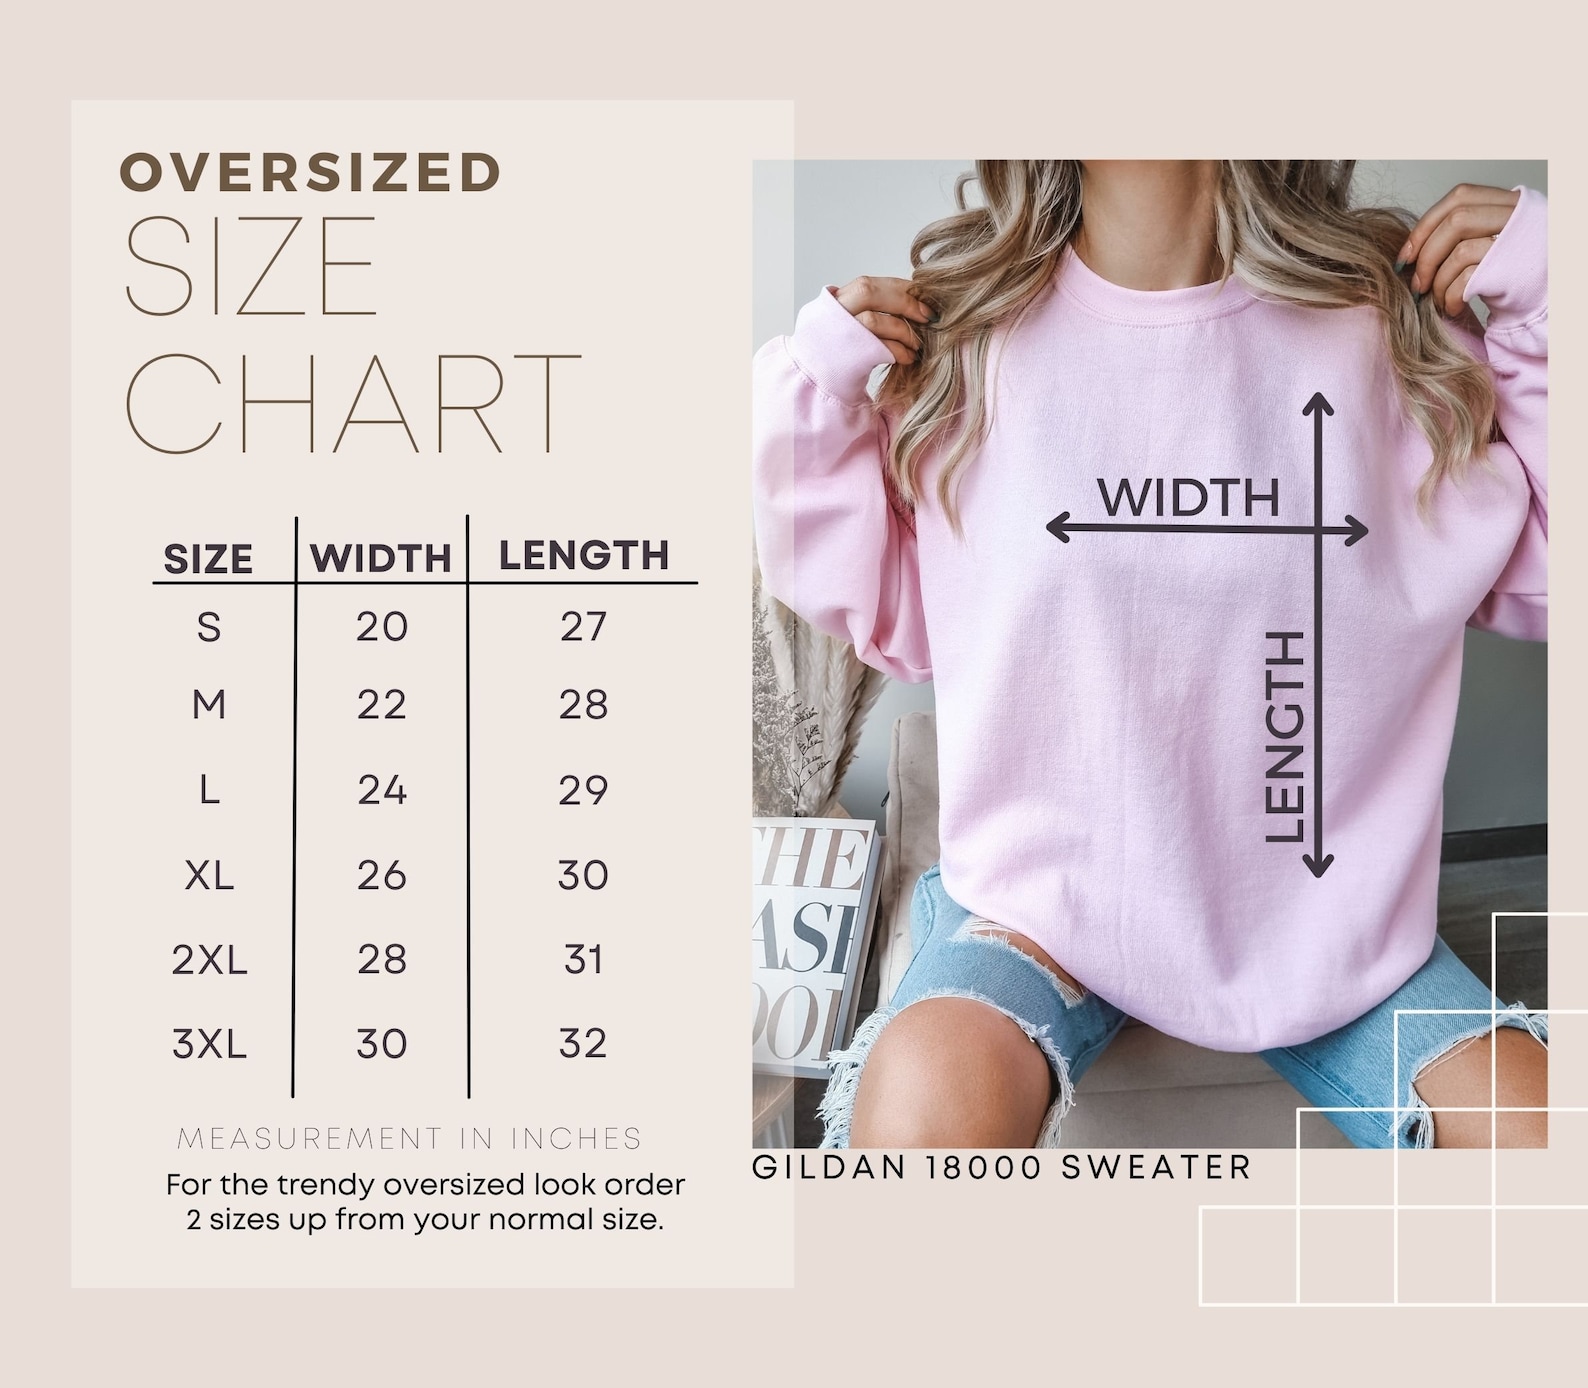 OVERSIZED
SIZE
CHART
SIZE WIDTH LENGTH
S 20 27
M 22 28
L 24 29
XL 26 30
2XL 28 31
3XL 30 32
MEASUREMENT IN INCHES
For the trendy oversized look order
2 sizes up from your normal size.
WIDTH
LENGTH
THE
GILDAN 18000 SWEATER